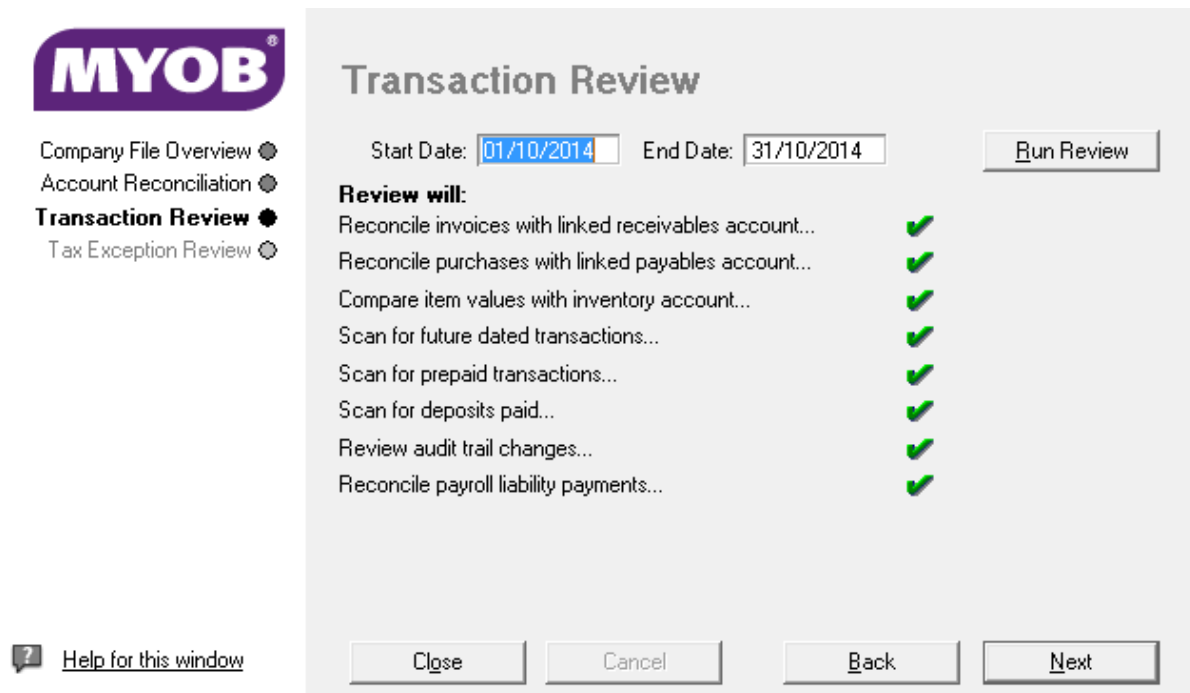 MYOB®
Company File Overview
Account Reconciliation
Transaction Review
Tax Exception Review
Help for this window
Transaction Review
Start Date: 01/10/2014 End Date: 31/10/2014 Run Review
Review will:
Reconcile invoices with linked receivables account...
Reconcile purchases with linked payables account...
Compare item values with inventory account...
Scan for future dated transactions...
Scan for prepaid transactions...
Scan for deposits paid...
Review audit trail changes...
Reconcile payroll liability payments...
Close Cancel Back Next